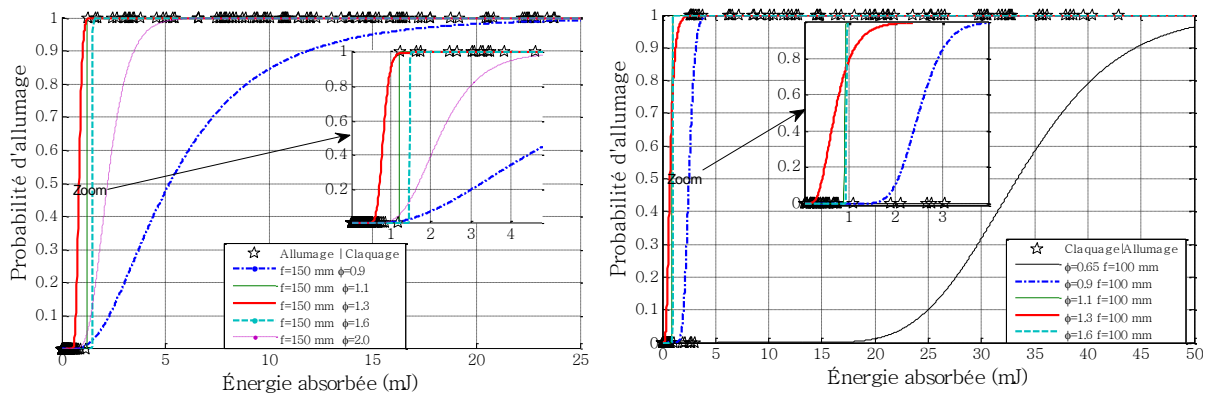 Probabilité d'allumage
1
0.9
0.8
0.7
0.6
0.5
0.4
0.3
0.2
0.1
0 5 10 15 20 25
Énergie absorbée (mJ)
Zoom
1
0.8
0.6
0.4
0.2
1 2 3 4
Allumage | Claquage
f=150 mm ϕ=0.9
f=150 mm ϕ=1.1
f=150 mm ϕ=1.3
f=150 mm ϕ=1.6
f=150 mm ϕ=2.0
Probabilité d'allumage
1
0.9
0.8
0.7
0.6
0.5
0.4
0.3
0.2
0.1
0
0 5 10 15 20 25 30 35 40 45 50
Énergie absorbée (mJ)
Zoom
0.8
0.6
0.4
0.2
0
1 2 3
Claquage|Allumage
ϕ=0.65 f=100 mm
ϕ=0.9 f=100 mm
ϕ=1.1 f=100 mm
ϕ=1.3 f=100 mm
ϕ=1.6 f=100 mm